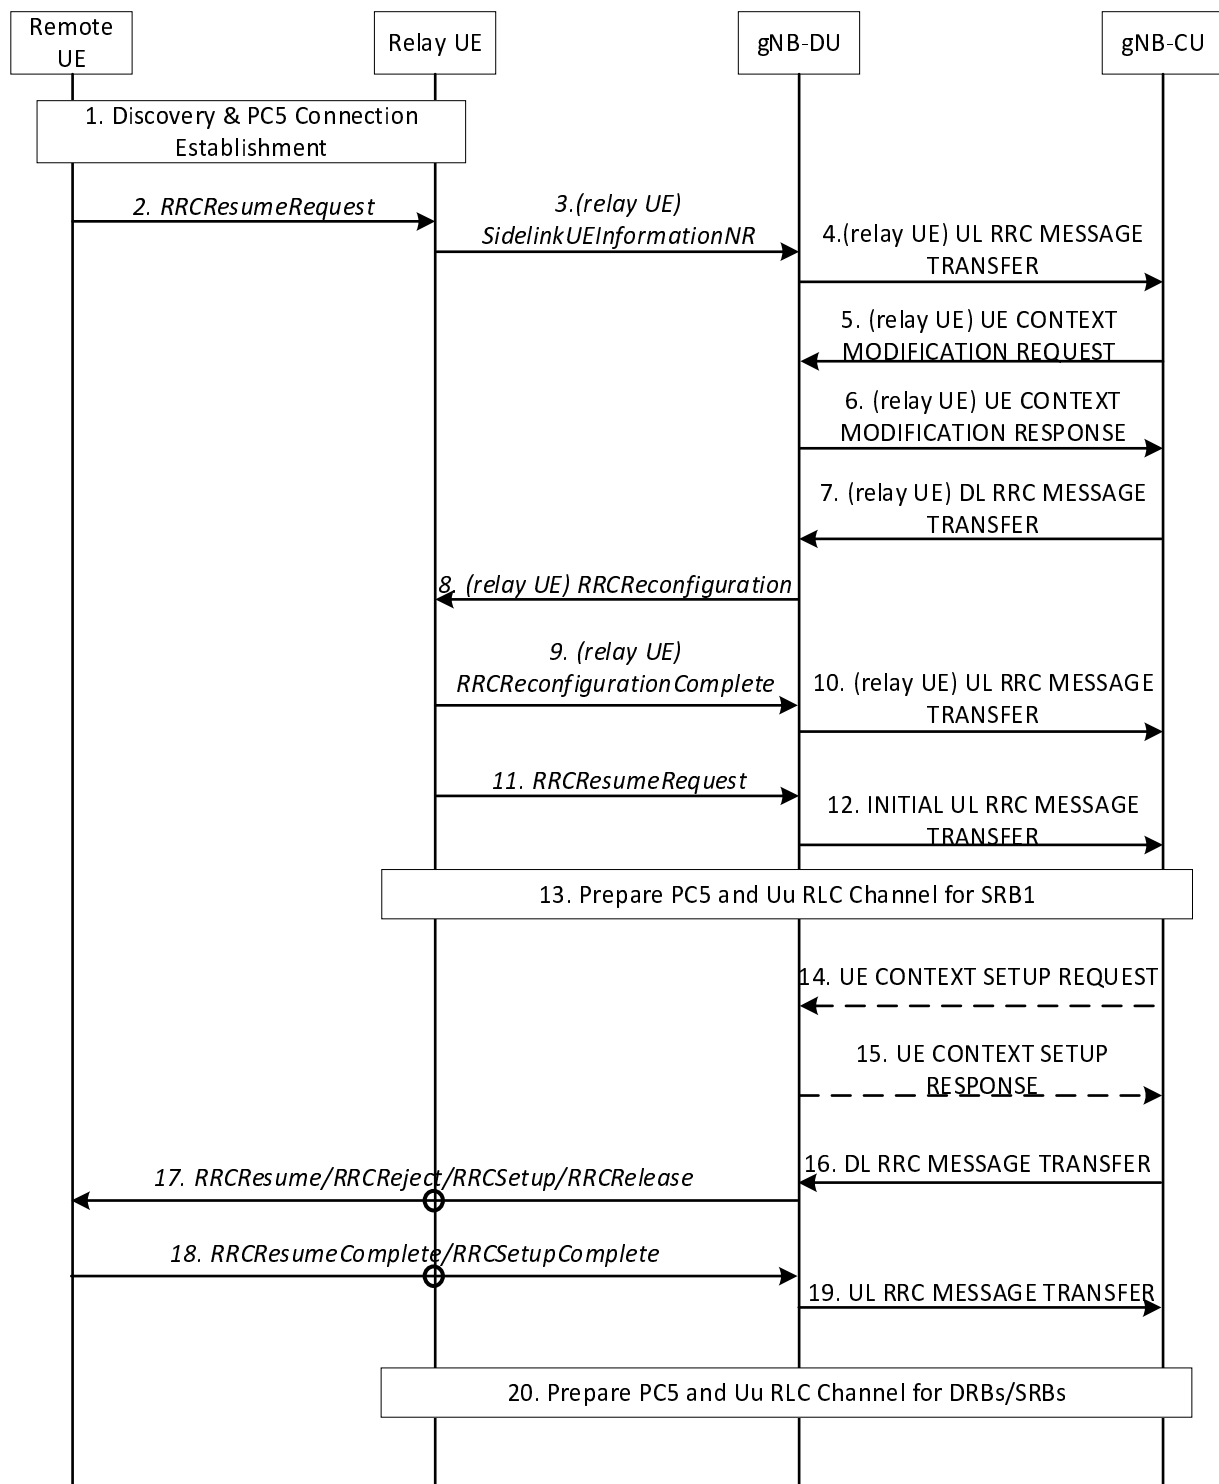 Remote
UE
Relay UE
gNB-DU
gNB-CU
1. Discovery & PC5 Connection
Establishment
2. RRCResumeRequest
3.(relay UE)
SidelinkUEInformationNR
4.(relay UE) UL RRC MESSAGE
TRANSFER
5. (relay UE) UE CONTEXT
MODIFICATION REQUEST
6. (relay UE) UE CONTEXT
MODIFICATION RESPONSE
7. (relay UE) DL RRC MESSAGE
TRANSFER
8. (relay UE) RRCReconfiguration
9. (relay UE)
RRCReconfigurationComplete
10. (relay UE) UL RRC MESSAGE
TRANSFER
11. RRCResumeRequest
12. INITIAL UL RRC MESSAGE
TRANSFER
13. Prepare PC5 and Uu RLC Channel for SRB1
14. UE CONTEXT SETUP REQUEST
15. UE CONTEXT SETUP
RESPONSE
16. DL RRC MESSAGE TRANSFER
17. RRCResume/RRCReject/RRCSetup/RRCRelease
18. RRCResumeComplete/RRCSetupComplete
19. UL RRC MESSAGE TRANSFER
20. Prepare PC5 and Uu RLC Channel for DRBs/SRBs